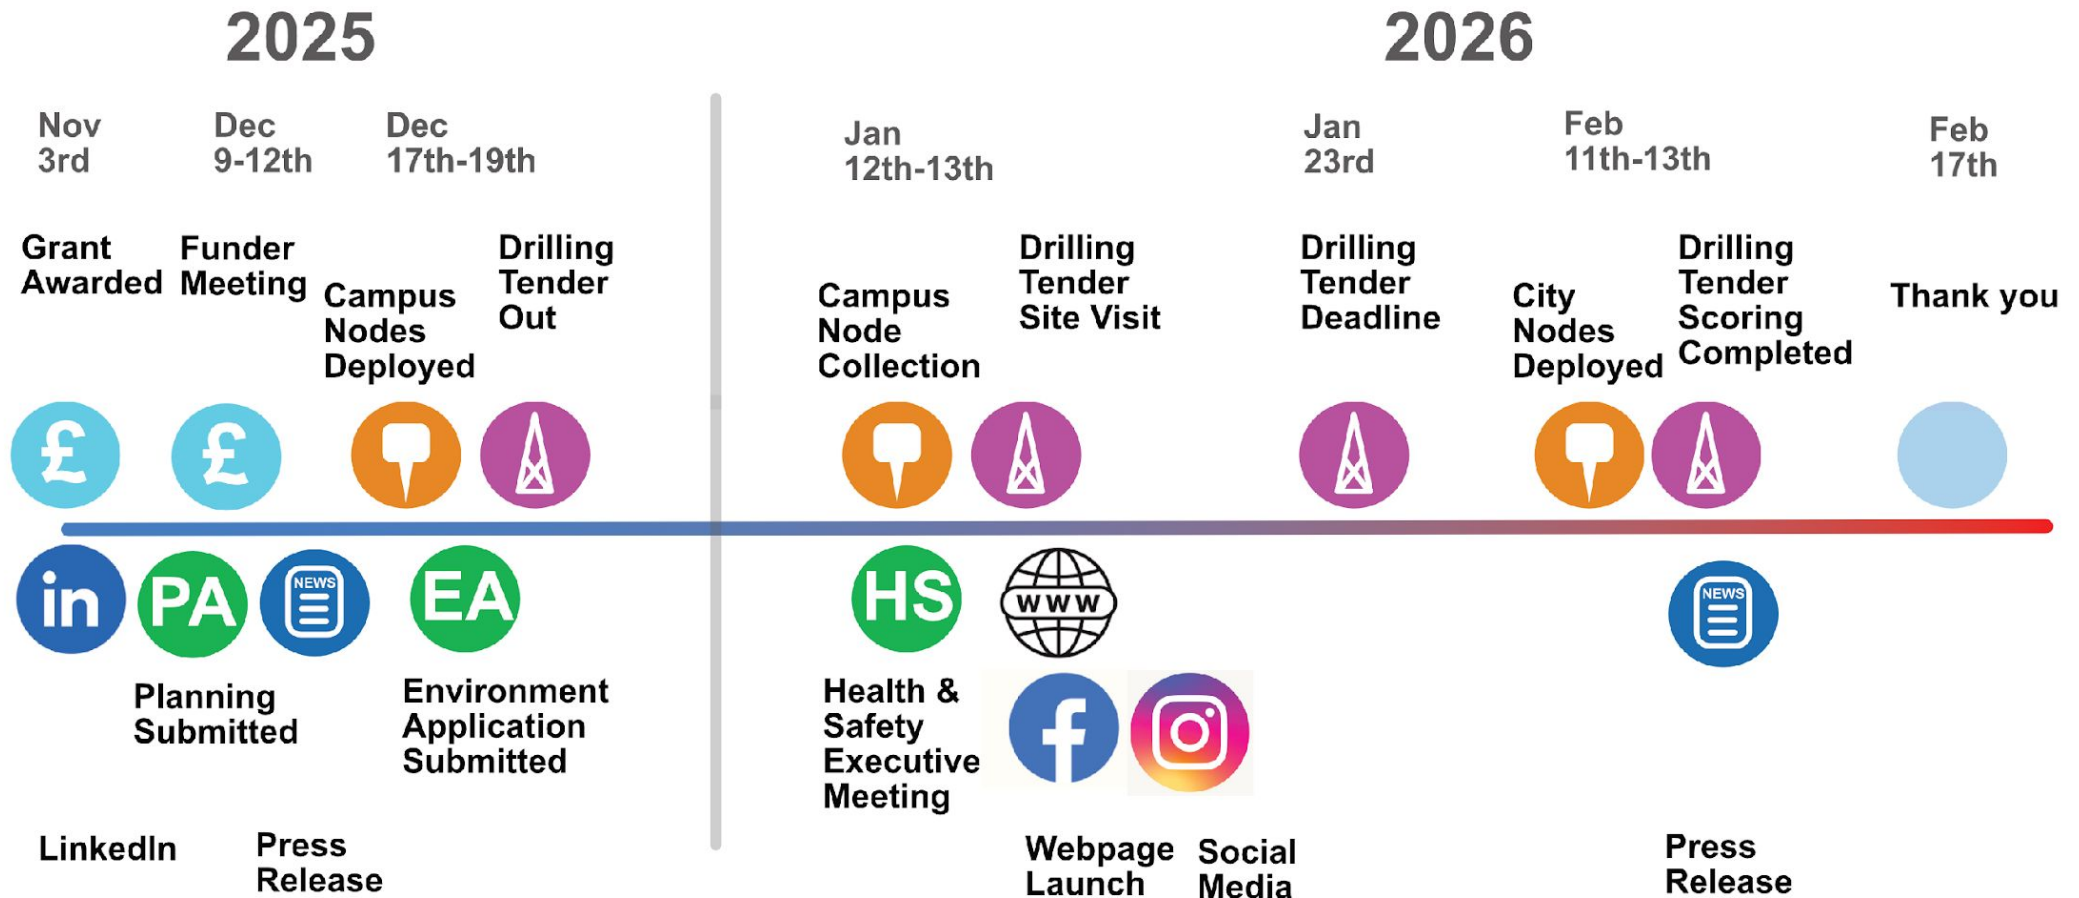 2025
2026
Nov
3rd
Dec
9-12th
Dec
17th-19th
Jan
12th-13th
Jan
23rd
Feb
11th-13th
Feb
17th
Grant
Awarded
Funder
Meeting
Campus
Nodes
Deployed
Drilling
Tender
Out
Campus
Node
Collection
Drilling
Tender
Site Visit
Drilling
Tender
Deadline
City
Nodes
Deployed
Drilling
Tender
Scoring
Completed
Thank you
£
£
in
PA
NEWS
EA
HS
WWW
NEWS
f
Planning
Submitted
Environment
Application
Submitted
Health &
Safety
Executive
Meeting
LinkedIn
Press
Release
Webpage
Launch
Social
Media
Press
Release